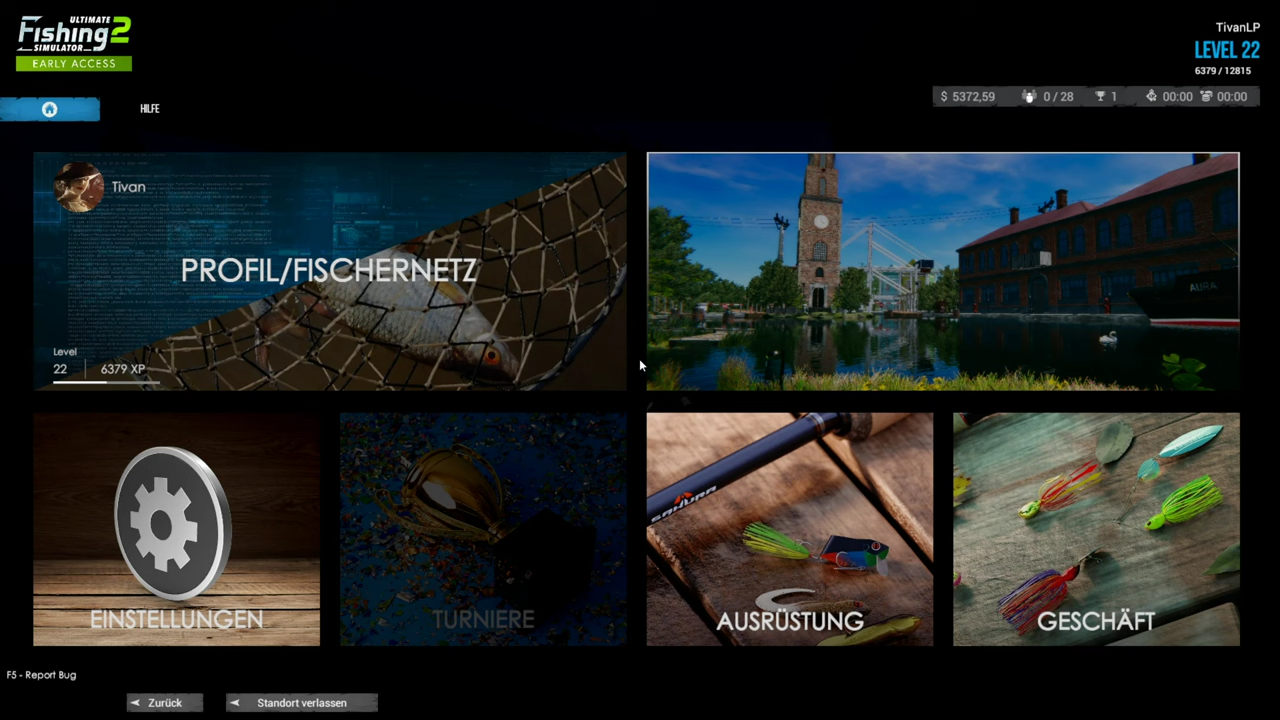 ULTIMATE
Fishing 2
SIMULATOR
EARLY ACCESS
TivanLP
LEVEL 22
6379 / 12815
$ 5372,59 0 / 28 1 00:00 00:00
HILFE
Tivan
PROFIL/FISCHERNETZ
Level
22 6379 XP
AURA
SAKURA
EINSTELLUNGEN
TURNIERE
AUSRÜSTUNG
GESCHÄFT
F5 - Report Bug
Zurück
Standort verlassen